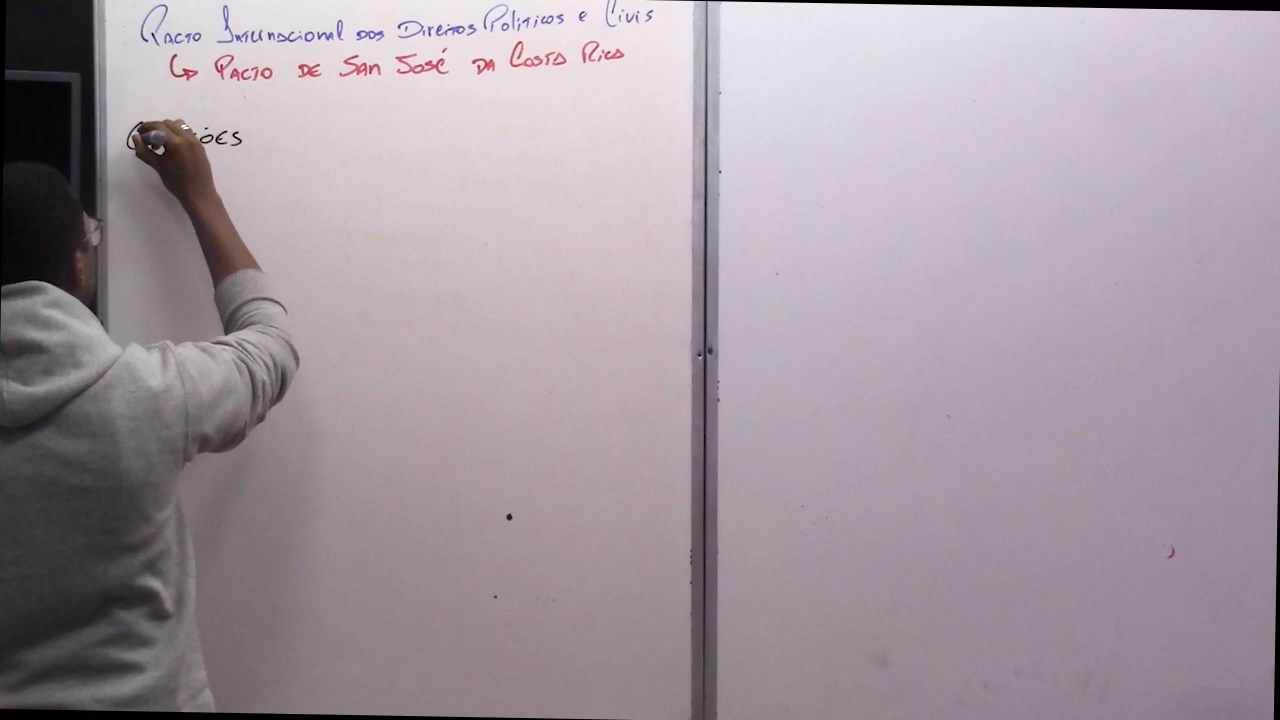 Pacto Internacional dos Direitos Políticos e Civis
↳ Pacto de San José da Costa Rica